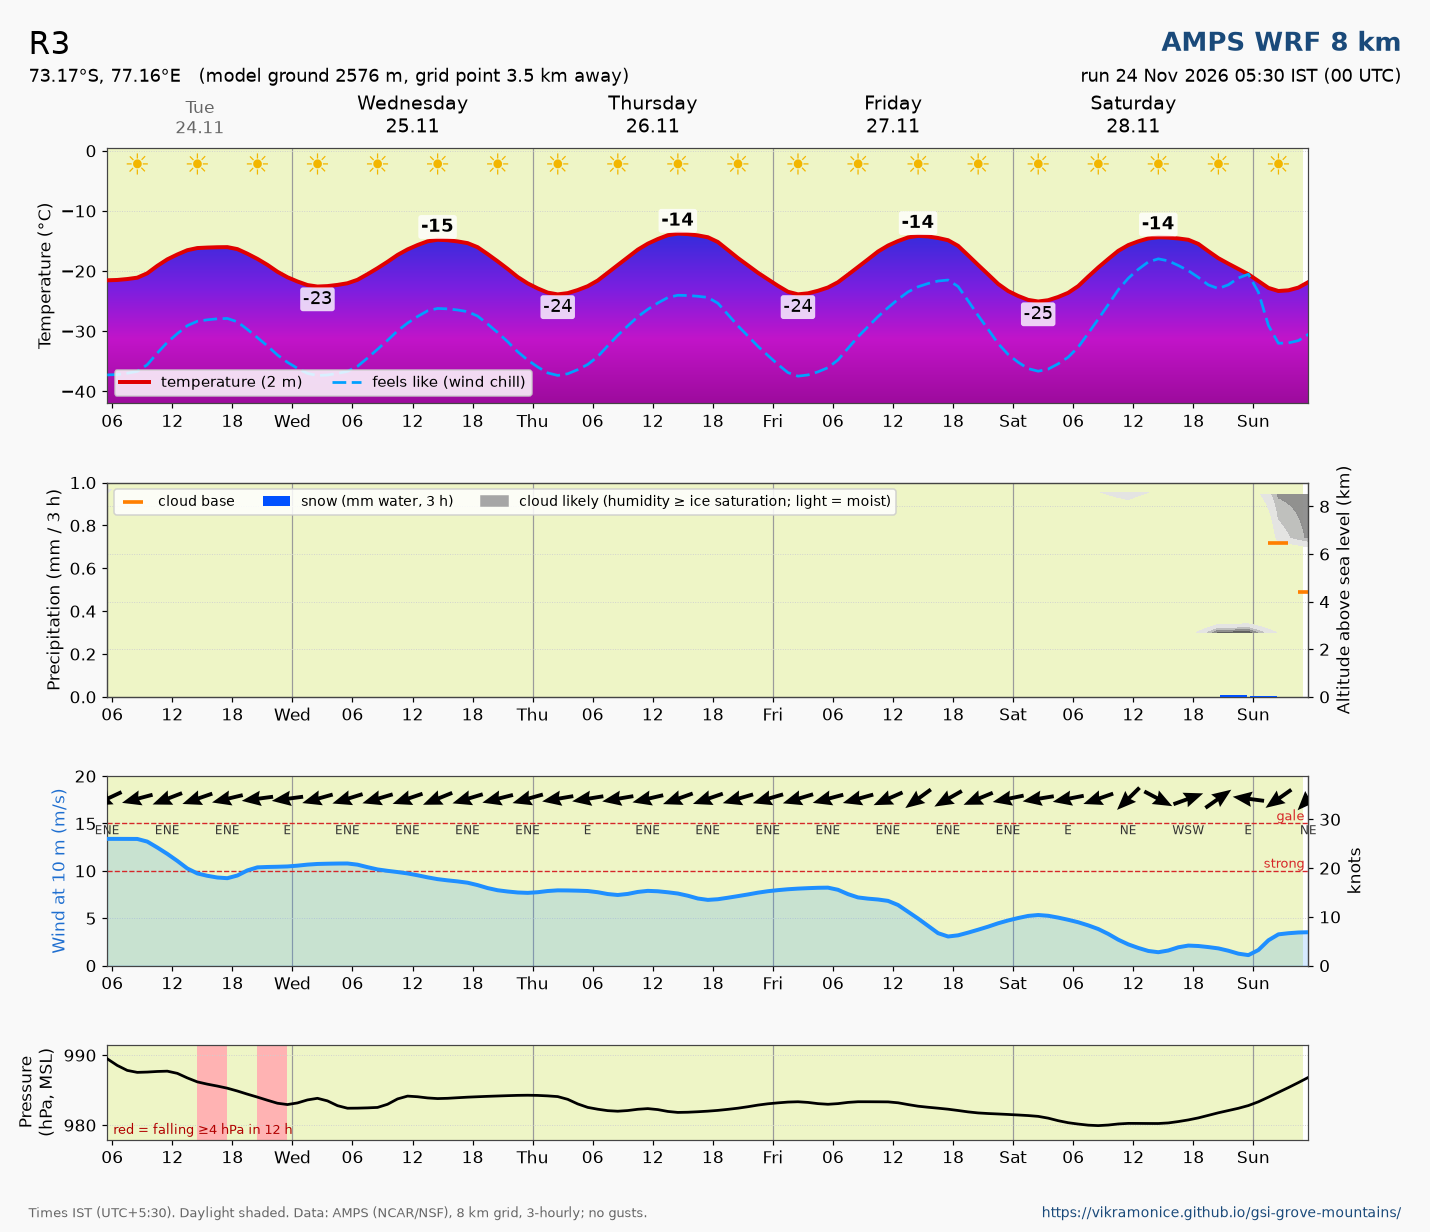 R3
AMPS WRF 8 km
73.17°S, 77.16°E (model ground 2576 m, grid point 3.5 km away)
run 24 Nov 2026 05:30 IST (00 UTC)
Tue
24.11
Wednesday
25.11
Thursday
26.11
Friday
27.11
Saturday
28.11
Temperature (°C)
0
−10
−20
−30
−40
-15
-14
-14
-14
-23
-24
-24
-25
temperature (2 m)
feels like (wind chill)
06 12 18 Wed 06 12 18 Thu 06 12 18 Fri 06 12 18 Sat 06 12 18 Sun
Precipitation (mm / 3 h)
1.0
0.8
0.6
0.4
0.2
0.0
cloud base
snow (mm water, 3 h)
cloud likely (humidity ≥ ice saturation; light = moist)
8
6
4
2
0
Altitude above sea level (km)
06 12 18 Wed 06 12 18 Thu 06 12 18 Fri 06 12 18 Sat 06 12 18 Sun
Wind at 10 m (m/s)
20
15
10
5
0
ENE ENE ENE E ENE ENE ENE ENE E ENE ENE ENE ENE ENE ENE ENE E NE WSW E NE
gale
strong
30
20
10
0
knots
06 12 18 Wed 06 12 18 Thu 06 12 18 Fri 06 12 18 Sat 06 12 18 Sun
Pressure
(hPa, MSL)
990
980
red = falling ≥4 hPa in 12 h
06 12 18 Wed 06 12 18 Thu 06 12 18 Fri 06 12 18 Sat 06 12 18 Sun
Times IST (UTC+5:30). Daylight shaded. Data: AMPS (NCAR/NSF), 8 km grid, 3-hourly; no gusts.
https://vikramonice.github.io/gsi-grove-mountains/